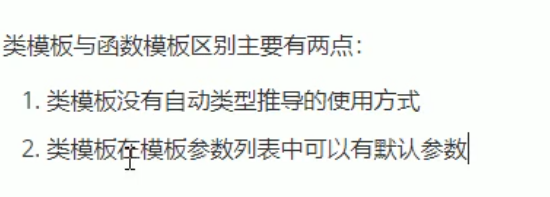 类模板与函数模板区别主要有两点：
1. 类模板没有自动类型推导的使用方式
2. 类模板在模板参数列表中可以有默认参数